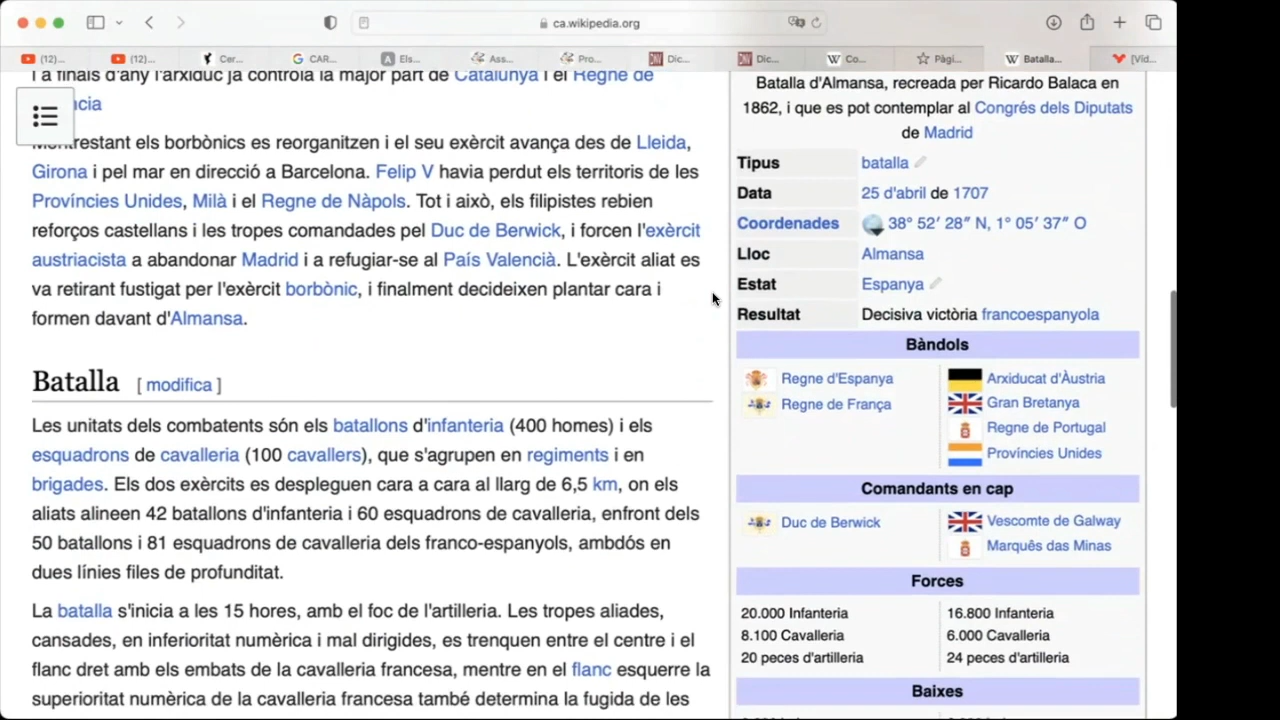 ca.wikipedia.org
(12)...
(12)...
Cer...
CAR...
Els...
Ass...
Pro...
Dic...
Dic...
Co...
Pàgi...
Batalla...
[Víd...
i a finals d'any l'arxiduc ja controla la major part de Catalunya i el Regne de
ncia
restant els borbònics es reorganitzen i el seu exèrcit avança des de Lleida,
Girona i pel mar en direcció a Barcelona. Felip V havia perdut els territoris de les
Províncies Unides, Milà i el Regne de Nàpols. Tot i això, els filipistes rebien
reforços castellans i les tropes comandades pel Duc de Berwick, i forcen l'exèrcit
austriacista a abandonar Madrid i a refugiar-se al País Valencià. L'exèrcit aliat es
va retirant fustigat per l'exèrcit borbònic, i finalment decideixen plantar cara i
formen davant d'Almansa.
Batalla [ modifica ]
Les unitats dels combatents són els batallons d'infanteria (400 homes) i els
esquadrons de cavalleria (100 cavallers), que s'agrupen en regiments i en
brigades. Els dos exèrcits es despleguen cara a cara al llarg de 6,5 km, on els
aliats alineen 42 batallons d'infanteria i 60 esquadrons de cavalleria, enfront dels
50 batallons i 81 esquadrons de cavalleria dels franco-espanyols, ambdós en
dues línies files de profunditat.
La batalla s'inicia a les 15 hores, amb el foc de l'artilleria. Les tropes aliades,
cansades, en inferioritat numèrica i mal dirigides, es trenquen entre el centre i el
flanc dret amb els embats de la cavalleria francesa, mentre en el flanc esquerre la
superioritat numèrica de la cavalleria francesa també determina la fugida de les
Batalla d'Almansa, recreada per Ricardo Balaca en
1862, i que es pot contemplar al Congrés dels Diputats
de Madrid
Tipus batalla
Data 25 d'abril de 1707
Coordenades 38° 52′ 28″ N, 1° 05′ 37″ O
Lloc Almansa
Estat Espanya
Resultat Decisiva victòria francoespanyola
Bàndols
Regne d'Espanya
Regne de França
Arxiducat d'Àustria
Gran Bretanya
Regne de Portugal
Províncies Unides
Comandants en cap
Duc de Berwick
Vescomte de Galway
Marquês das Minas
Forces
20.000 Infanteria
8.100 Cavalleria
20 peces d'artilleria
16.800 Infanteria
6.000 Cavalleria
24 peces d'artilleria
Baixes